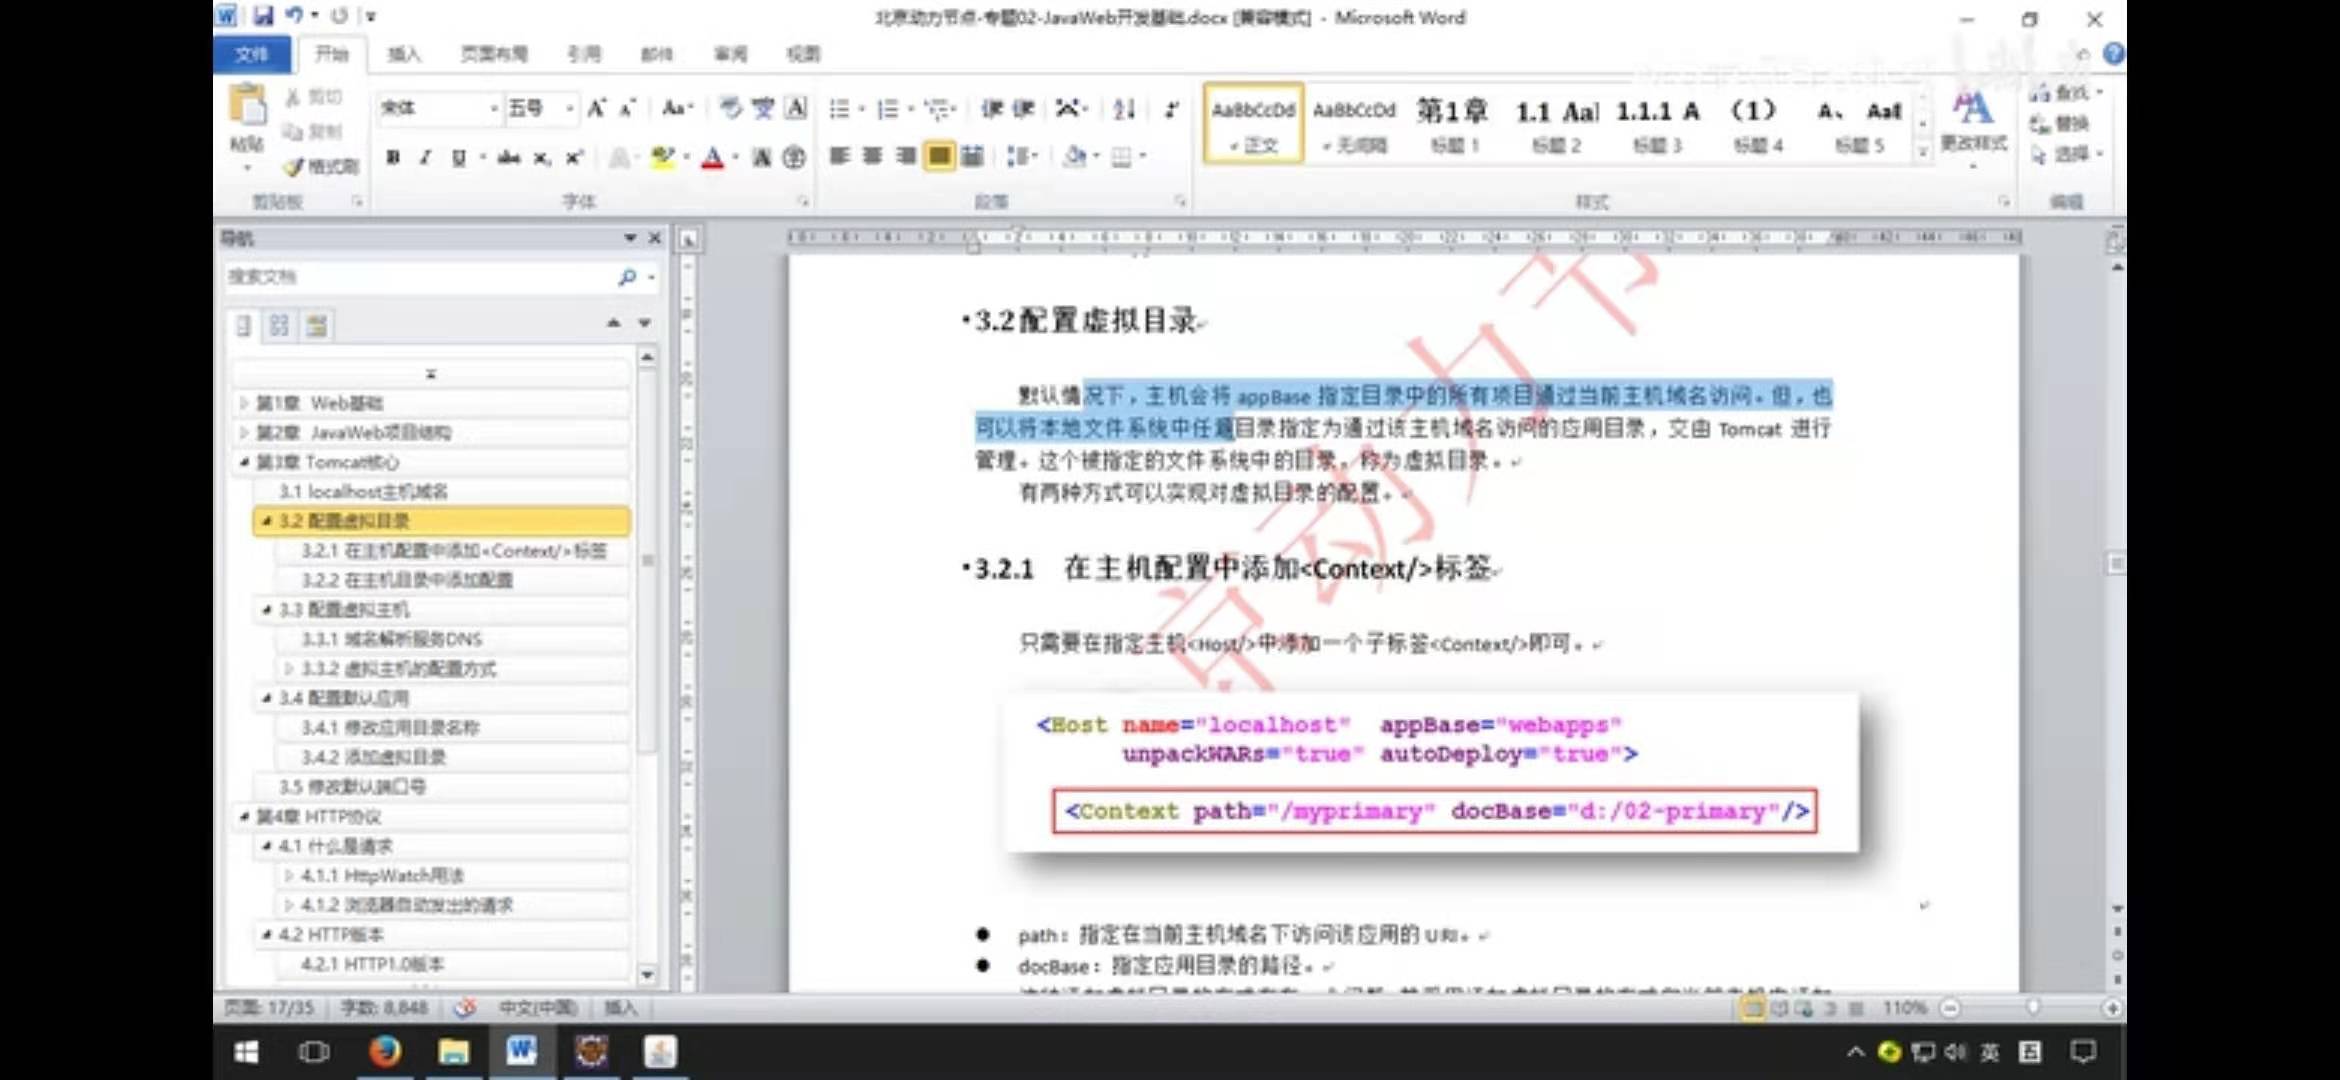 北京动力节点-专题02-JavaWeb开发基础.docx [兼容模式] - Microsoft Word
文件 开始 插入 页面布局 引用 邮件 审阅 视图
粘贴 剪切 复制 格式刷
宋体 五号
AaBbCcDd AaBbCcDd 第1章 1.1 Aal 1.1.1 A （1） A、 AaB
正文 无间隔 标题 1 标题 2 标题 3 标题 4 标题 5
更改样式 查找 替换 选择
剪贴板 字体 段落 样式 编辑
导航
搜索文档
第1章 Web基础
第2章 JavaWeb项目结构
第3章 Tomcat核心
3.1 localhost主机域名
3.2 配置虚拟目录
3.2.1 在主机配置中添加<Context/>标签
3.2.2 在主机目录中添加配置
3.3 配置虚拟主机
3.3.1 域名解析服务DNS
3.3.2 虚拟主机的配置方式
3.4 配置默认应用
3.4.1 修改应用目录名称
3.4.2 添加虚拟目录
3.5 修改默认端口号
第4章 HTTP协议
4.1 什么是请求
4.1.1 HttpWatch用法
4.1.2 浏览器自动发出的请求
4.2 HTTP版本
4.2.1 HTTP1.0版本
3.2 配置虚拟目录
默认情况下，主机会将 appBase 指定目录中的所有项目通过当前主机域名访问。但，也
可以将本地文件系统中任意目录指定为通过该主机域名访问的应用目录，交由 Tomcat 进行
管理。这个被指定的文件系统中的目录，称为虚拟目录。
有两种方式可以实现对虚拟目录的配置。
3.2.1 在主机配置中添加<Context/>标签
只需要在指定主机<Host/>中添加一个子标签<Context/>即可。
<Host name="localhost" appBase="webapps"
unpackWARs="true" autoDeploy="true">
<Context path="/myprimary" docBase="d:/02-primary"/>
● path：指定在当前主机域名下访问该应用的 URI。
● docBase：指定应用目录的路径。
京动力节
页面: 17/35 字数: 8,848 中文(中国) 插入 110%
英 五